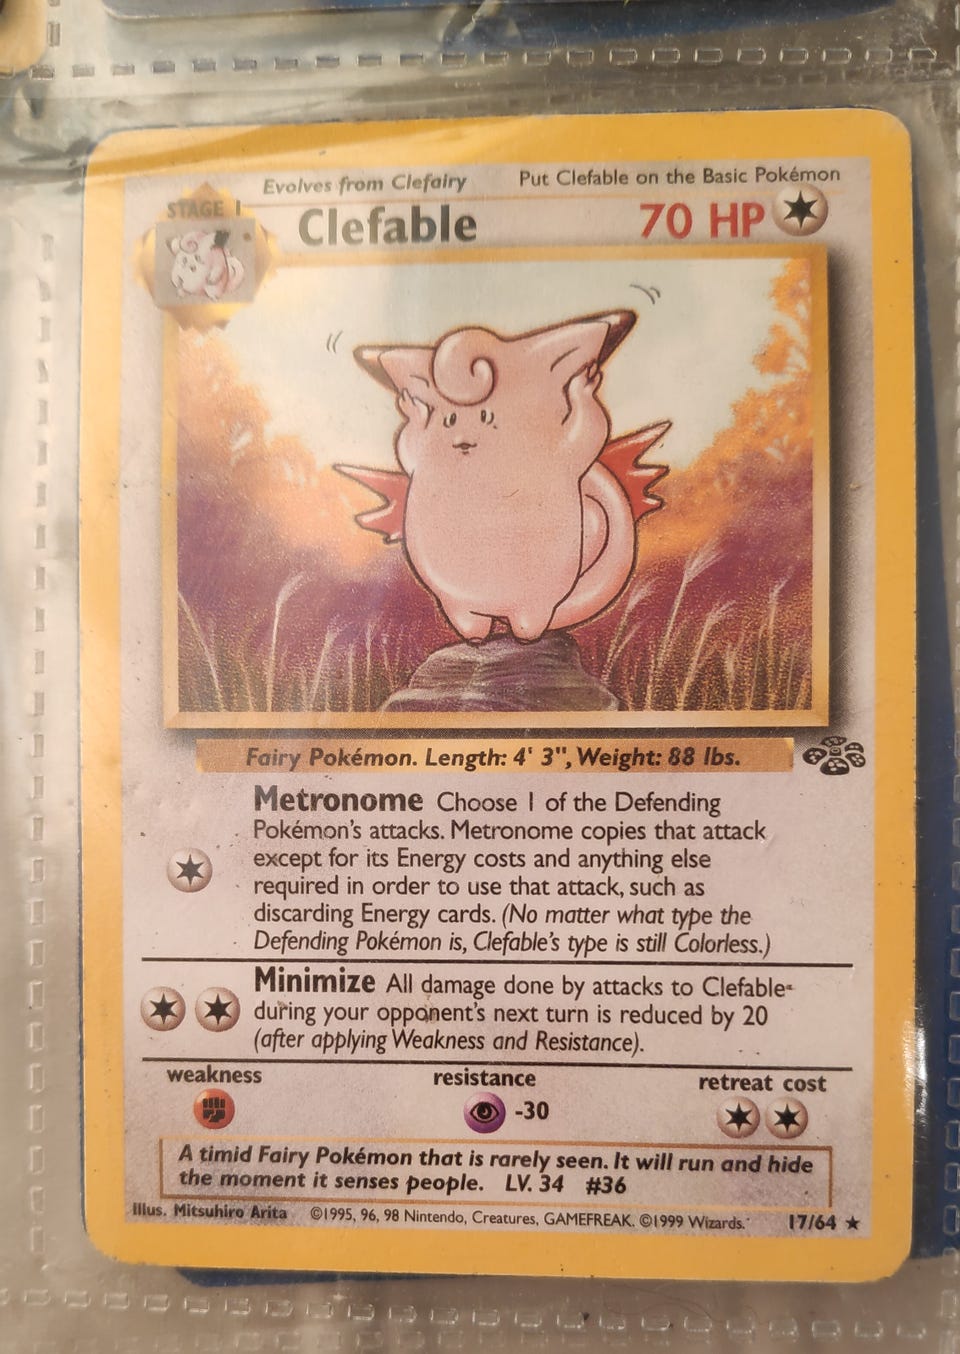 Evolves from Clefairy Put Clefable on the Basic Pokémon
STAGE 1
Clefable 70 HP
Fairy Pokémon. Length: 4' 3", Weight: 88 lbs.
Metronome Choose 1 of the Defending
Pokémon's attacks. Metronome copies that attack
except for its Energy costs and anything else
required in order to use that attack, such as
discarding Energy cards. (No matter what type the
Defending Pokémon is, Clefable's type is still Colorless.)
Minimize All damage done by attacks to Clefable
during your opponent's next turn is reduced by 20
(after applying Weakness and Resistance).
weakness resistance retreat cost
-30
A timid Fairy Pokémon that is rarely seen. It will run and hide
the moment it senses people. LV. 34 #36
Illus. Mitsuhiro Arita ©1995, 96, 98 Nintendo, Creatures, GAMEFREAK. ©1999 Wizards. 17/64 ★